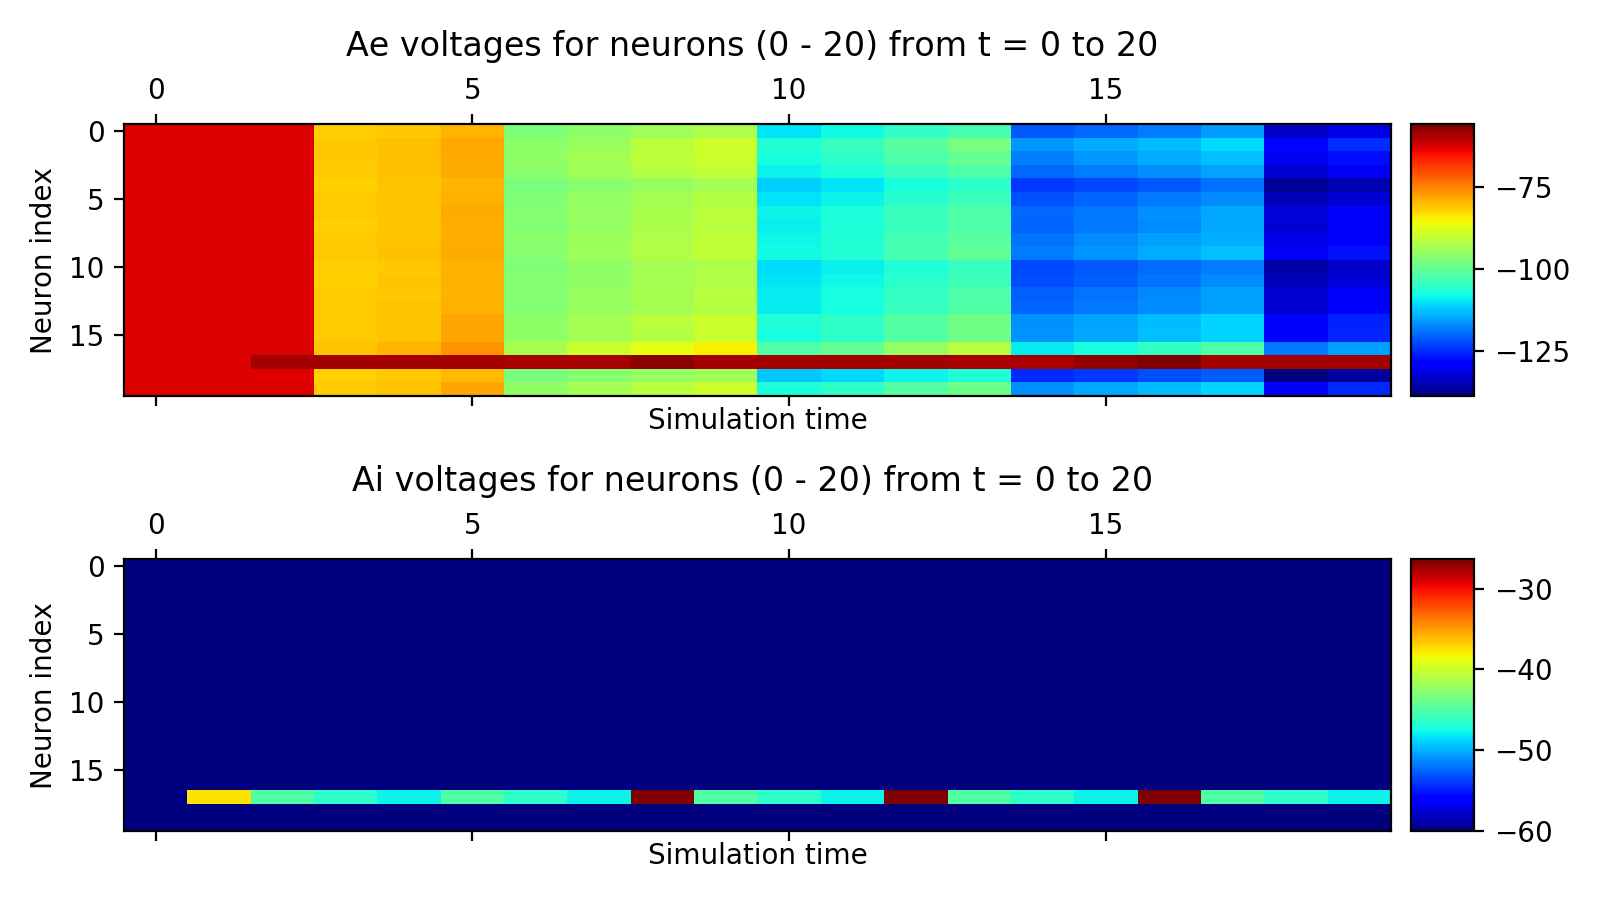 Ae voltages for neurons (0 - 20) from t = 0 to 20
0 5 10 15
Neuron index
0
5
10
15
Simulation time
−75
−100
−125
Ai voltages for neurons (0 - 20) from t = 0 to 20
0 5 10 15
Neuron index
0
5
10
15
Simulation time
−30
−40
−50
−60